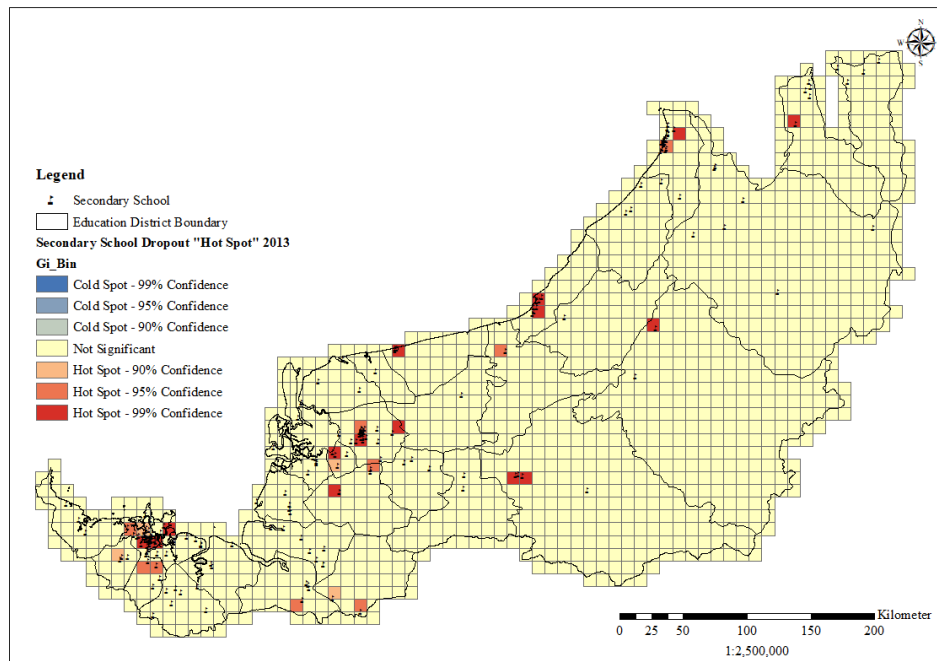 N
W
S
Legend
Secondary School
Education District Boundary
Secondary School Dropout "Hot Spot" 2013
Gi_Bin
Cold Spot - 99% Confidence
Cold Spot - 95% Confidence
Cold Spot - 90% Confidence
Not Significant
Hot Spot - 90% Confidence
Hot Spot - 95% Confidence
Hot Spot - 99% Confidence
Kilometer
0 25 50 100 150 200
1:2,500,000